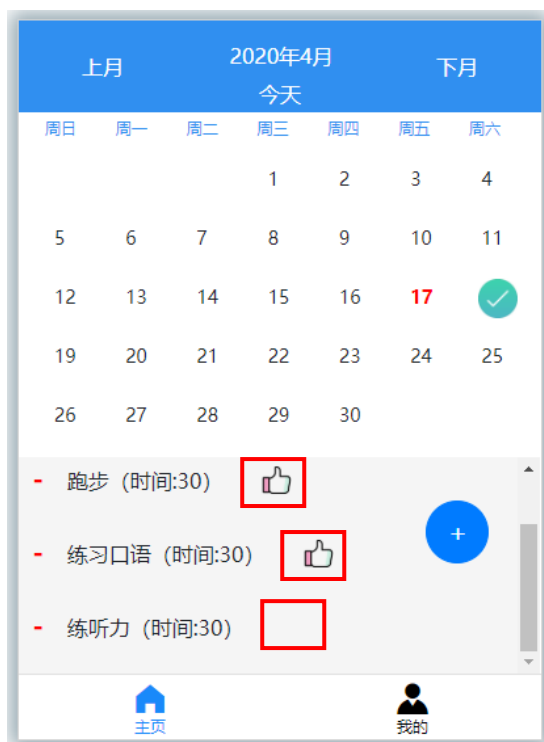 上月 2020年4月 下月
今天
周日 周一 周二 周三 周四 周五 周六
1 2 3 4
5 6 7 8 9 10 11
12 13 14 15 16 17
19 20 21 22 23 24 25
26 27 28 29 30
- 跑步（时间:30）
+
- 练习口语（时间:30）
- 练听力（时间:30）
主页 我的